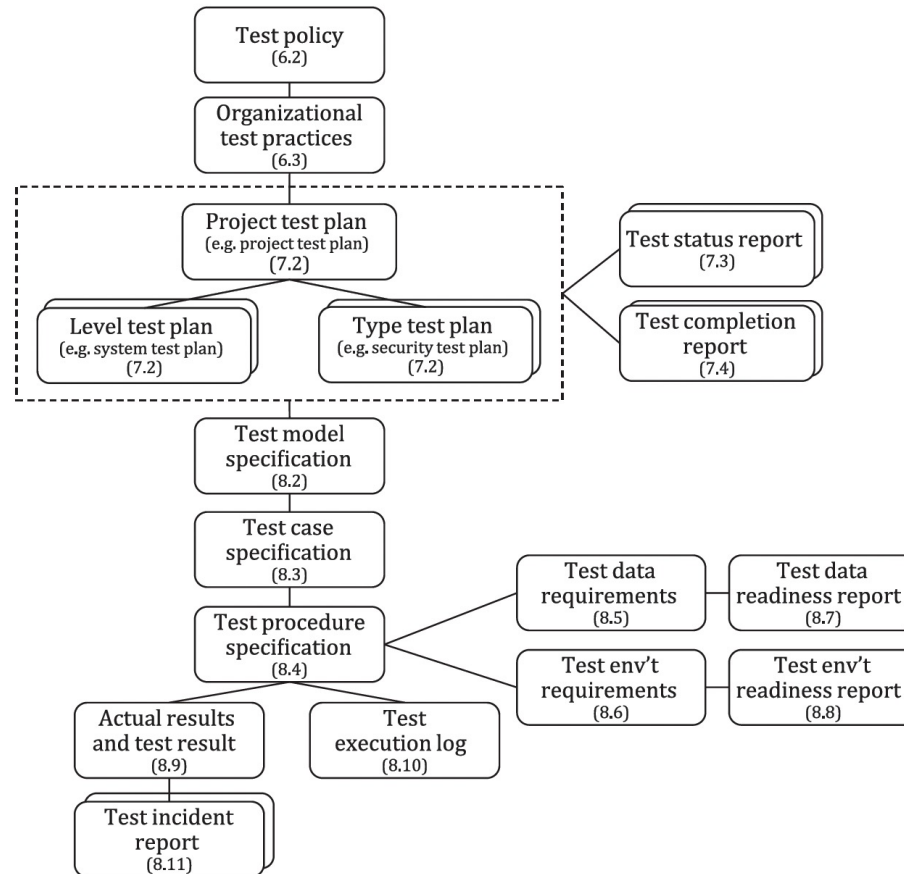 Test policy
(6.2)
Organizational
test practices
(6.3)
Project test plan
(e.g. project test plan)
(7.2)
Level test plan
(e.g. system test plan)
(7.2)
Type test plan
(e.g. security test plan)
(7.2)
Test status report
(7.3)
Test completion
report
(7.4)
Test model
specification
(8.2)
Test case
specification
(8.3)
Test procedure
specification
(8.4)
Test data
requirements
(8.5)
Test data
readiness report
(8.7)
Test env't
requirements
(8.6)
Test env't
readiness report
(8.8)
Actual results
and test result
(8.9)
Test
execution log
(8.10)
Test incident
report
(8.11)